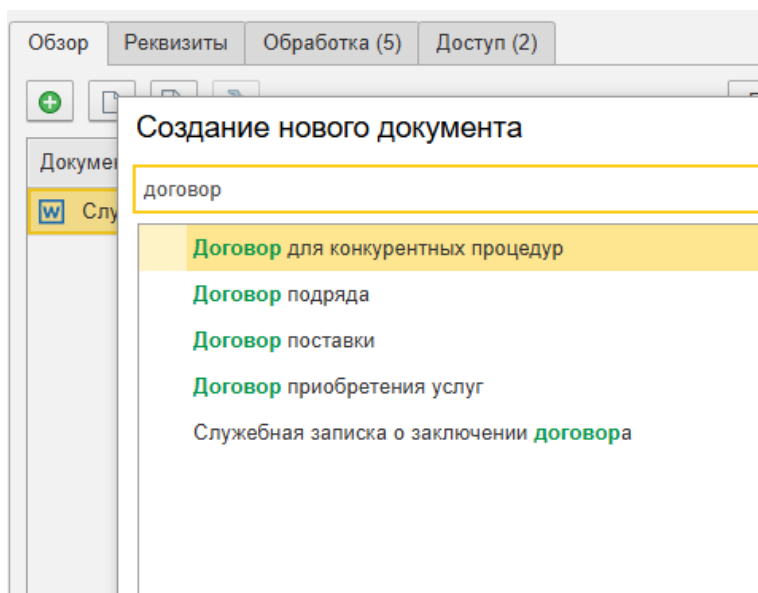 Обзор Реквизиты Обработка (5) Доступ (2)
Создание нового документа
договор
Договор для конкурентных процедур
Договор подряда
Договор поставки
Договор приобретения услуг
Служебная записка о заключении договора